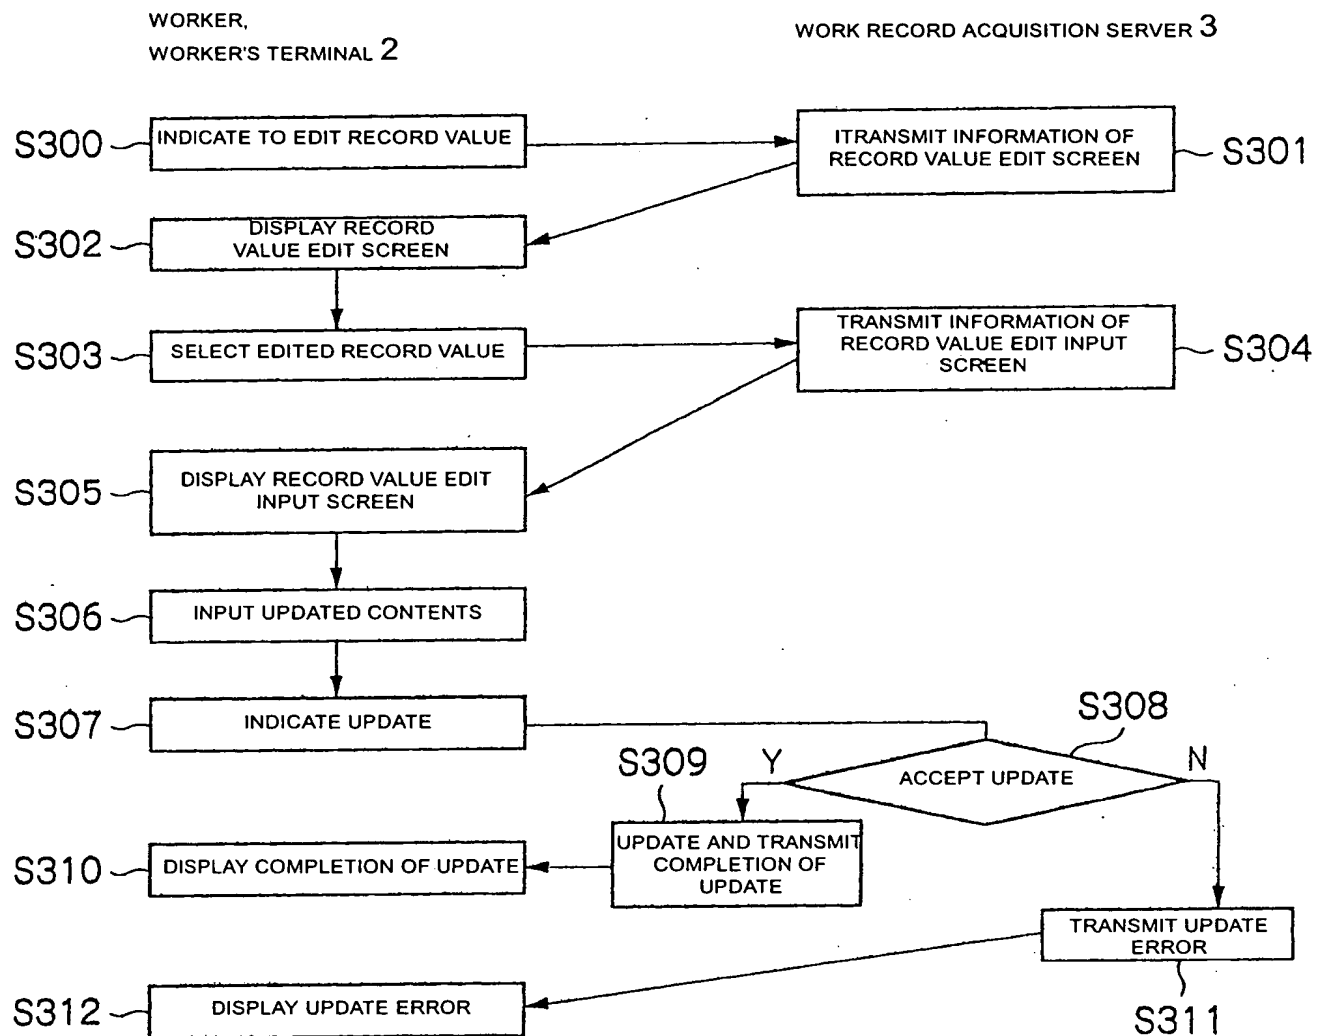 WORKER,
WORKER'S TERMINAL 2
WORK RECORD ACQUISITION SERVER 3
S300
INDICATE TO EDIT RECORD VALUE
ITRANSMIT INFORMATION OF
RECORD VALUE EDIT SCREEN
S301
S302
DISPLAY RECORD
VALUE EDIT SCREEN
S303
SELECT EDITED RECORD VALUE
TRANSMIT INFORMATION OF
RECORD VALUE EDIT INPUT
SCREEN
S304
S305
DISPLAY RECORD VALUE EDIT
INPUT SCREEN
S306
INPUT UPDATED CONTENTS
S307
INDICATE UPDATE
S308
ACCEPT UPDATE
Y
N
S309
UPDATE AND TRANSMIT
COMPLETION OF
UPDATE
S310
DISPLAY COMPLETION OF UPDATE
TRANSMIT UPDATE
ERROR
S311
S312
DISPLAY UPDATE ERROR